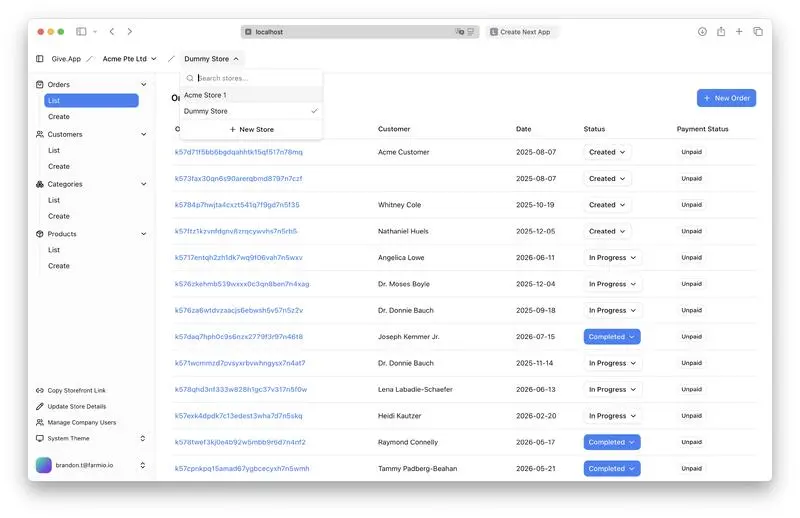 localhost
Create Next App
Give.App / Acme Pte Ltd / Dummy Store
Search stores...
Acme Store 1
Dummy Store
+ New Store
+ New Order
Orders
List
Create
Customers
List
Create
Categories
List
Create
Products
List
Create
Copy Storefront Link
Update Store Details
Manage Company Users
System Theme
brandon.t@farmio.io
Customer Date Status Payment Status
k57d71f5bb6bgdqahhtk15qf517n78mq Acme Customer 2025-08-07 Created Unpaid
k573fax30qn6s90arerqbmd8797n7czf 2025-08-07 Created Unpaid
k5784p7hwjta4cxzt541q7f9gd7n5f35 Whitney Cole 2025-10-19 Created Unpaid
Nathaniel Huels 2025-12-05 Created Unpaid
k5717entqh2zh1dk7wq9f06vah7n5wxv Angelica Lowe 2026-06-11 In Progress Unpaid
k576zkehmb539wxxx0c3qn8ben7n4xag Dr. Moses Boyle 2025-12-04 In Progress Unpaid
k576za6wtdvzaacjs6ebwsh5v57n5z2v Dr. Donnie Bauch 2025-09-18 In Progress Unpaid
k57daq7hph0c9s6nzx2779f3r97n46t8 Joseph Kemmer Jr. 2026-07-15 Completed Unpaid
k571wcmmzd7pvsyxrbvwhngysx7n4at7 Dr. Donnie Bauch 2025-11-14 In Progress Unpaid
k578qhd3nf333w828h1gc37v317n5f0w Lena Labadie-Schaefer 2026-06-13 In Progress Unpaid
k57exk4dpdk7c13edest3wha7d7n5skq Heidi Kautzer 2026-02-20 In Progress Unpaid
k578twef3kj0e4b92w5mbb9r6d7n4nf2 Raymond Connelly 2026-05-17 Completed Unpaid
k57cpnkpq15amad67ygbcecyxh7n5wmh Tammy Padberg-Beahan 2026-05-21 Completed Unpaid